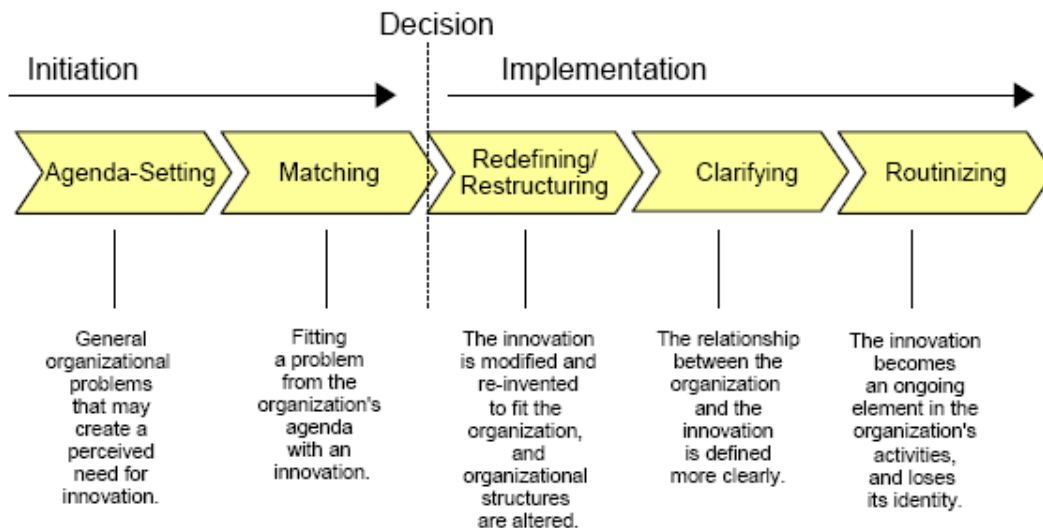 Decision
Initiation
Implementation
Agenda-Setting
Matching
Redefining/
Restructuring
Clarifying
Routinizing
General
organizational
problems
that may
create a
perceived
need for
innovation.
Fitting
a problem
from the
organization's
agenda
with an
innovation.
The innovation
is modified and
re-invented
to fit the
organization,
and
organizational
structures
are altered.
The relationship
between the
organization
and the
innovation
is defined
more clearly.
The innovation
becomes
an ongoing
element in the
organization's
activities,
and loses
its identity.